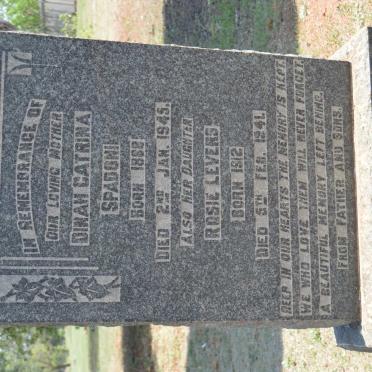 IN REMEMBRANCE OF
OUR LOVING MOTHER
DINAH CATRINA
SPAGONI
BORN 1892
DIED 2ND JAN. 1945.
ALSO HER DAUGHTER
ROSIE LEVERS
BORN 1912
DIED 5TH FEB. 1941.
DEEP IN OUR HEARTS THE MEMORY IS KEPT
WE WHO LOVE THEM WILL NEVER FORGET.
A BEAUTIFUL MEMORY LEFT BEHIND.
FROM FATHER AND SONS.